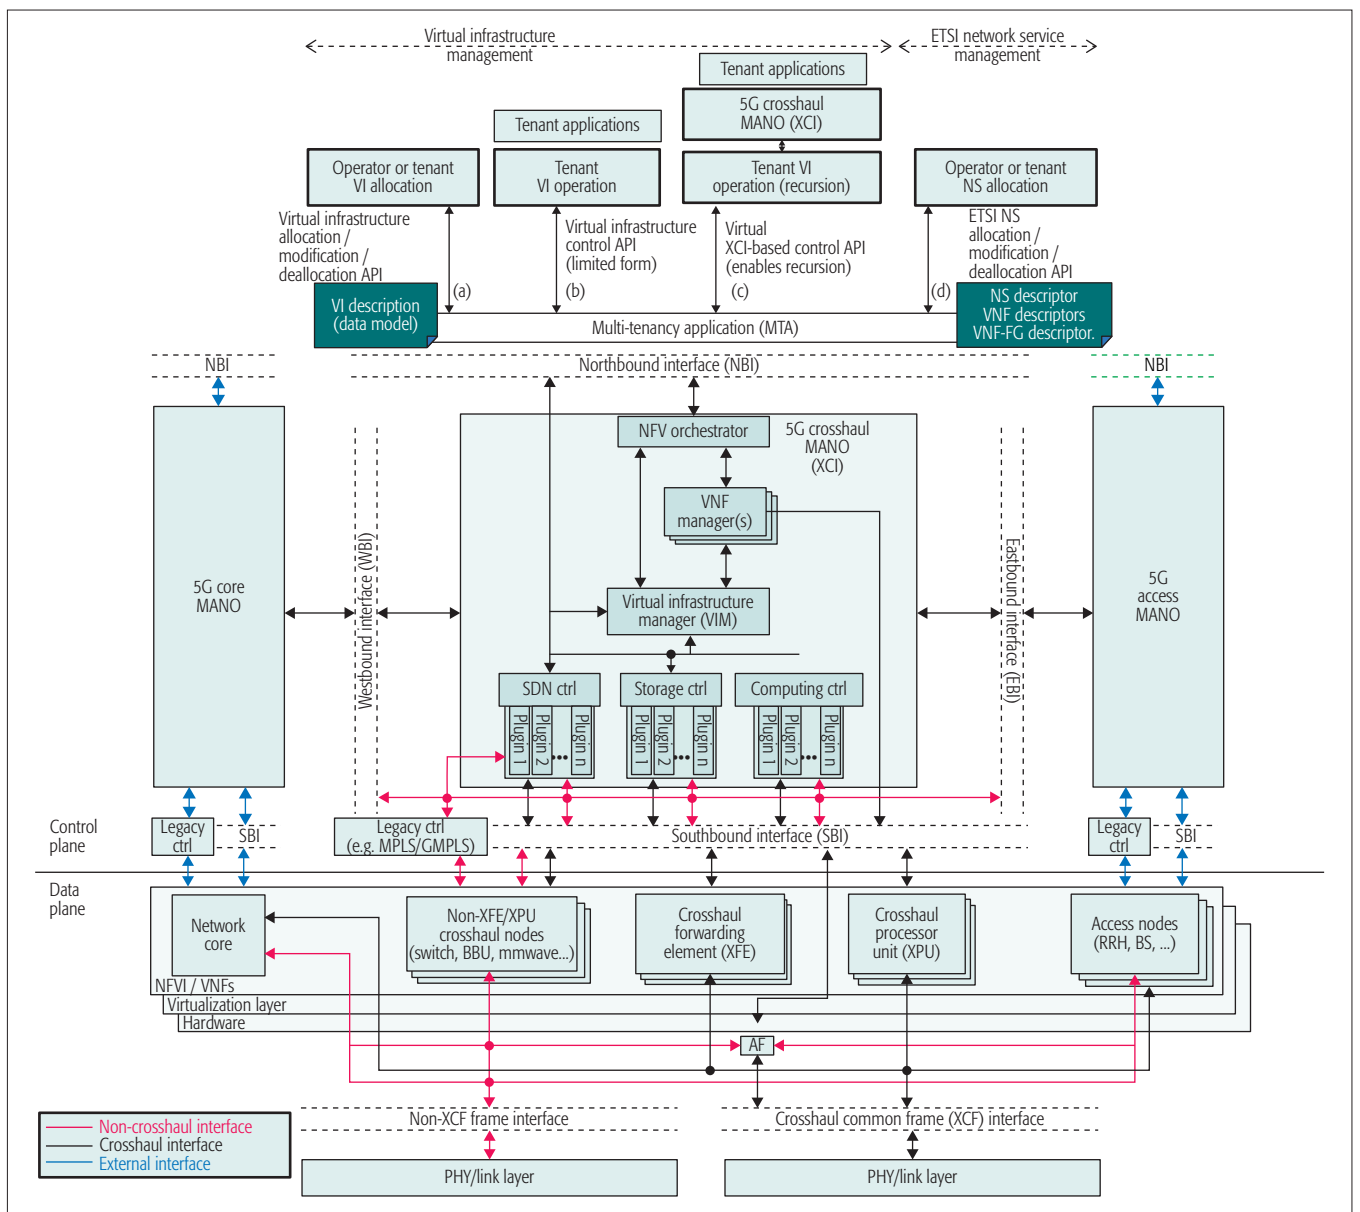 Virtual infrastructure
management
ETSI network service
management
Tenant applications
5G crosshaul
MANO (XCI)
Tenant applications
Operator or tenant
VI allocation
Tenant
VI operation
Tenant VI
operation (recursion)
Operator or tenant
NS allocation
Virtual infrastructure
allocation /
modification /
deallocation API
Virtual infrastructure
control API
(limited form)
Virtual
XCI-based control API
(enables recursion)
ETSI NS
allocation/
modification/
deallocation API
(a)
(b)
(c)
(d)
VI description
(data model)
Multi-tenancy application (MTA)
NS descriptor
VNF descriptors
VNF-FG descriptor.
NBI
Northbound interface (NBI)
NBI
5G core
MANO
Westbound interface (WBI)
NFV orchestrator
5G crosshaul
MANO
(XCI)
VNF
manager(s)
Virtual infrastructure
manager (VIM)
Eastbound interface (EBI)
5G
access
MANO
SDN ctrl
Storage ctrl
Computing ctrl
Plugin 1
Plugin 2
•••
Plugin n
Plugin 1
Plugin 2
•••
Plugin n
Plugin 1
Plugin 2
•••
Plugin n
Control
plane
Legacy
ctrl
SBI
Legacy ctrl
(e.g. MPLS/GMPLS)
Southbound interface (SBI)
Legacy
ctrl
SBI
Data
plane
Network
core
Non-XFE/XPU
crosshaul nodes
(switch, BBU, mmwave...)
Crosshaul
forwarding
element (XFE)
Crosshaul
processor
unit (XPU)
Access nodes
(RRH, BS, ...)
NFVI / VNFs
Virtualization layer
Hardware
AF
Non-XCF frame interface
Crosshaul common frame (XCF) interface
Non-crosshaul interface
Crosshaul interface
External interface
PHY/link layer
PHY/link layer